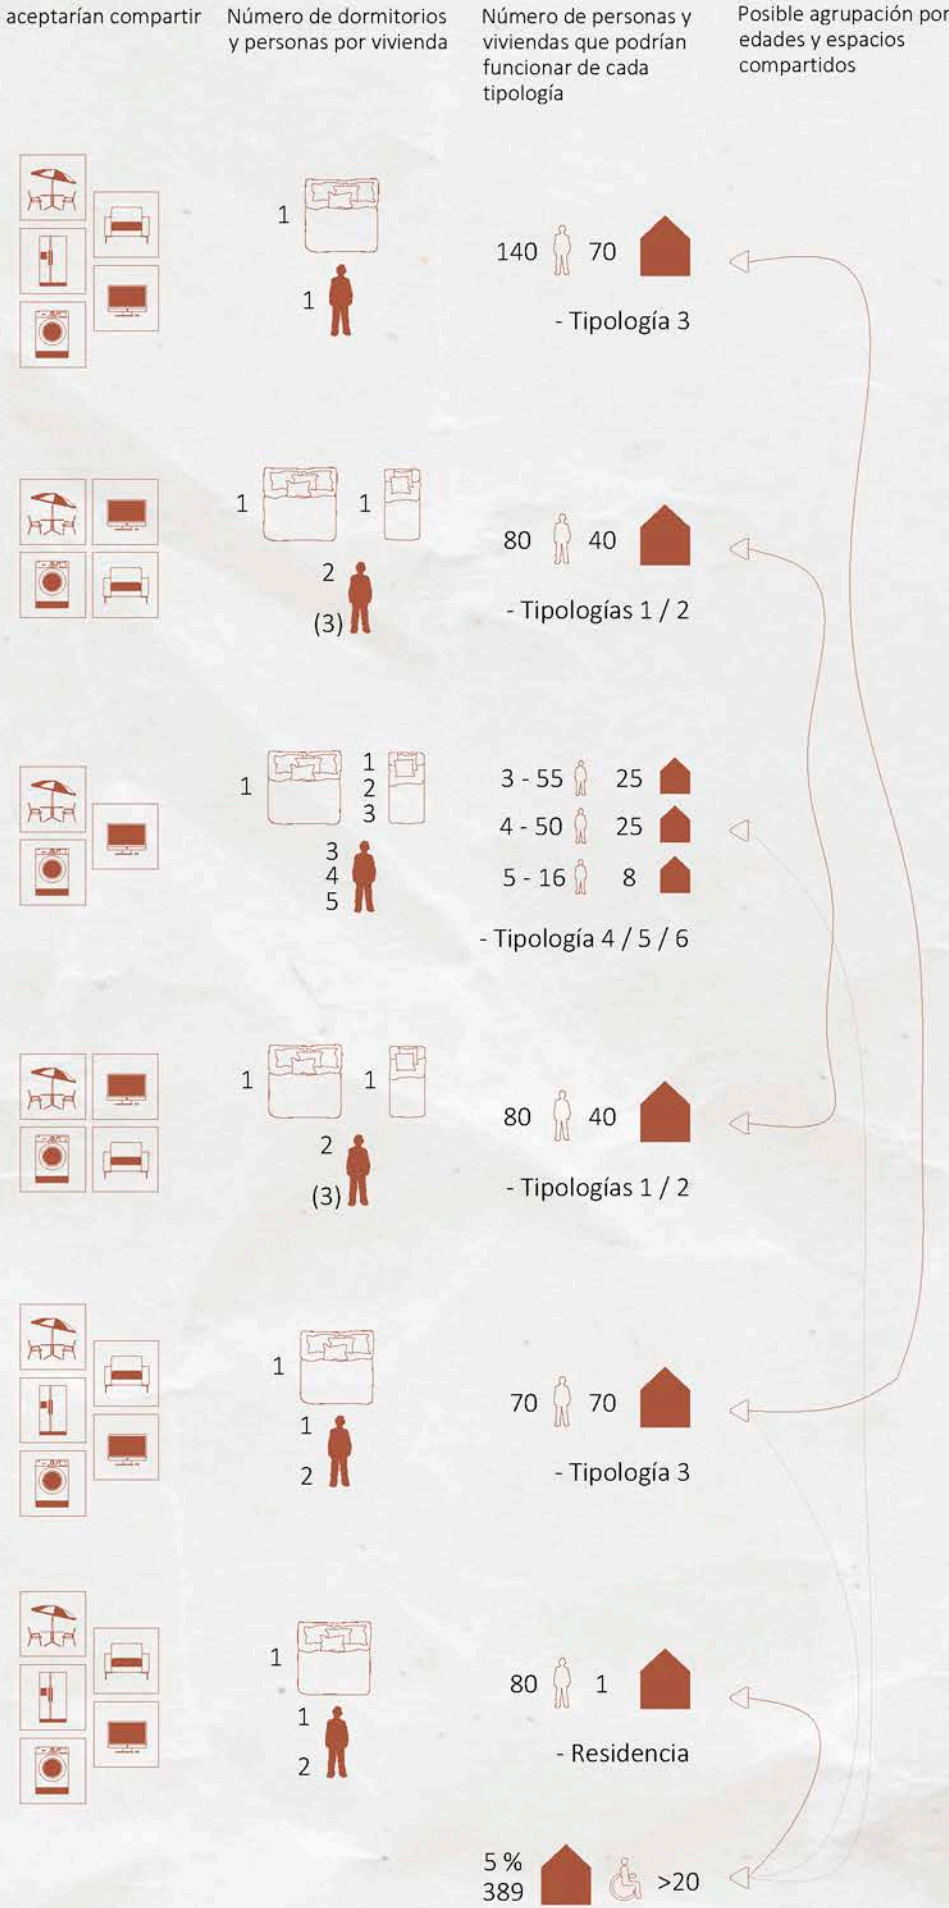 aceptarían compartir
Número de dormitorios
y personas por vivienda
Número de personas y
viviendas que podrían
funcionar de cada
tipología
Posible agrupación por
edades y espacios
compartidos
1
1
140 70
- Tipología 3
1 1
2
(3)
80 40
- Tipologías 1 / 2
1
1
2
3
3
4
5
3 - 55 25
4 - 50 25
5 - 16 8
- Tipología 4 / 5 / 6
1 1
2
(3)
80 40
- Tipologías 1 / 2
1
1
2
70 70
- Tipología 3
1
1
2
80 1
- Residencia
5 %
389
>20